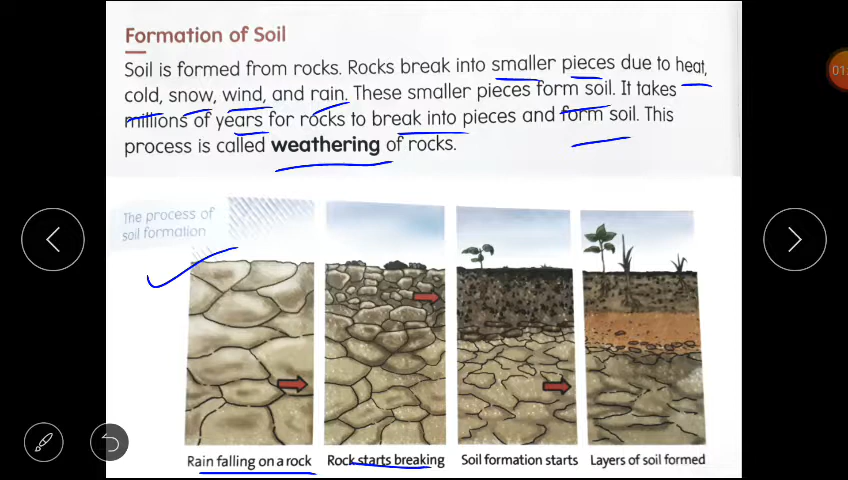 Formation of Soil
Soil is formed from rocks. Rocks break into smaller pieces due to heat,
cold, snow, wind, and rain. These smaller pieces form soil. It takes
millions of years for rocks to break into pieces and form soil. This
process is called weathering of rocks.
The process of
soil formation
Rain falling on a rock
Rock starts breaking
Soil formation starts
Layers of soil formed
01: